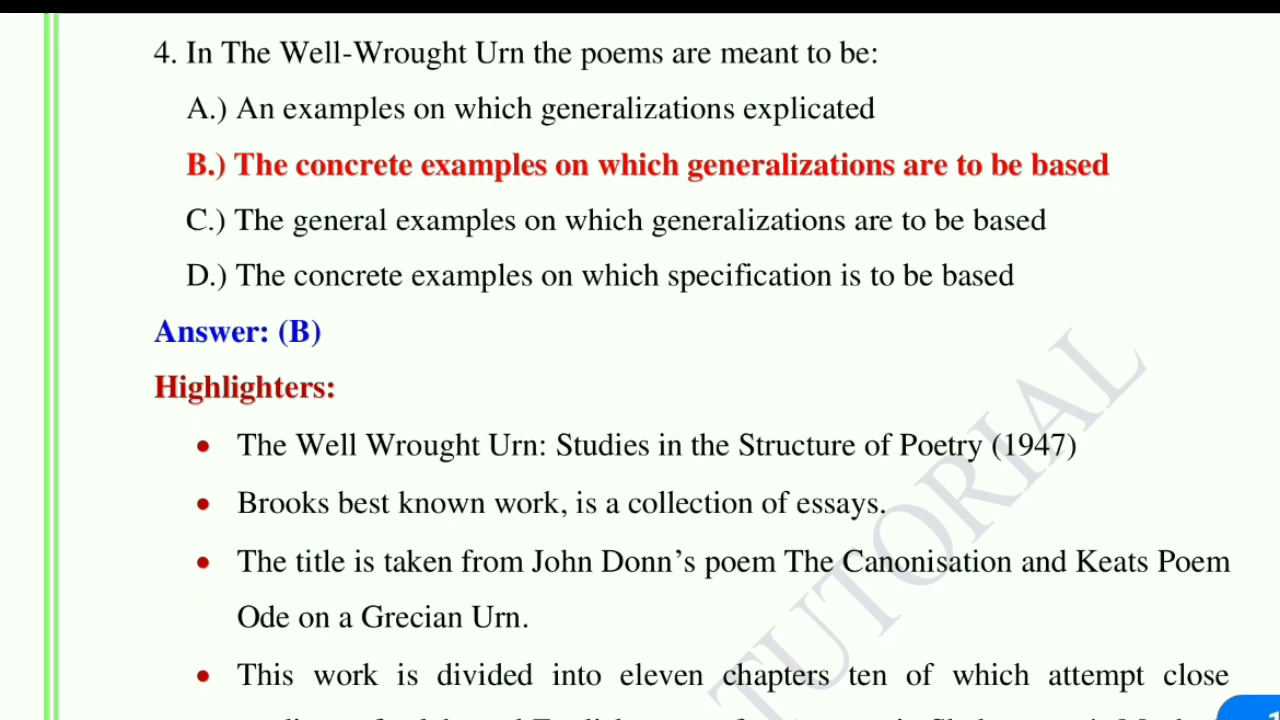 4. In The Well-Wrought Urn the poems are meant to be:
A.) An examples on which generalizations explicated
B.) The concrete examples on which generalizations are to be based
C.) The general examples on which generalizations are to be based
D.) The concrete examples on which specification is to be based
Answer: (B)
Highlighters:
• The Well Wrought Urn: Studies in the Structure of Poetry (1947)
• Brooks best known work, is a collection of essays.
• The title is taken from John Donn’s poem The Canonisation and Keats Poem
Ode on a Grecian Urn.
• This work is divided into eleven chapters ten of which attempt close
TUTORIAL